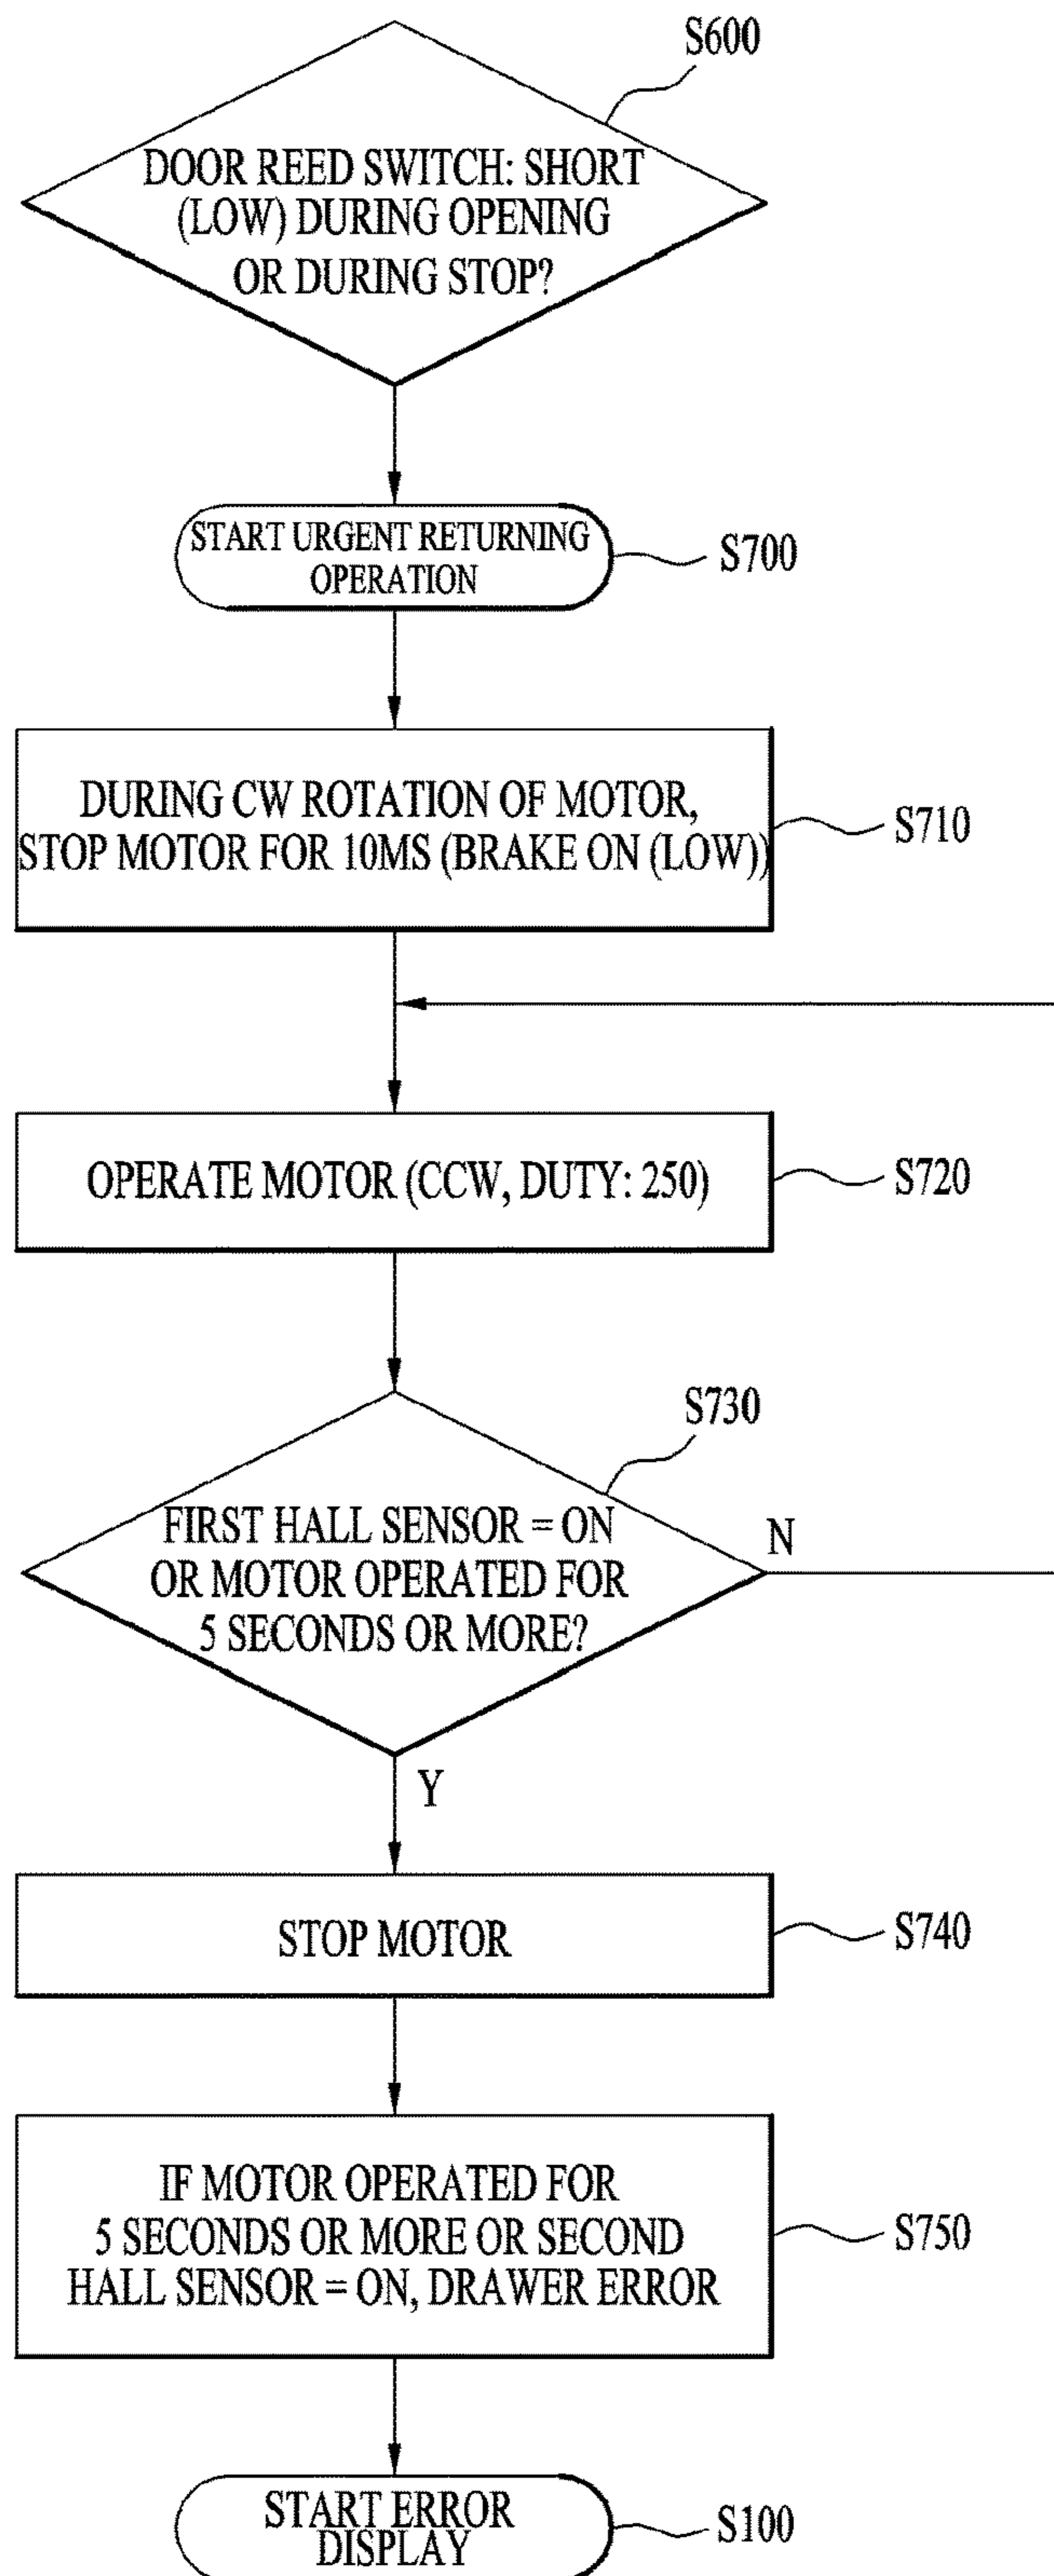 S600
DOOR REED SWITCH: SHORT
(LOW) DURING OPENING
OR DURING STOP?
START URGENT RETURNING
OPERATION
S700
DURING CW ROTATION OF MOTOR,
STOP MOTOR FOR 10MS (BRAKE ON (LOW))
S710
OPERATE MOTOR (CCW, DUTY: 250)
S720
S730
FIRST HALL SENSOR = ON
OR MOTOR OPERATED FOR
5 SECONDS OR MORE?
N
Y
STOP MOTOR
S740
IF MOTOR OPERATED FOR
5 SECONDS OR MORE OR SECOND
HALL SENSOR = ON, DRAWER ERROR
S750
START ERROR
DISPLAY
S100